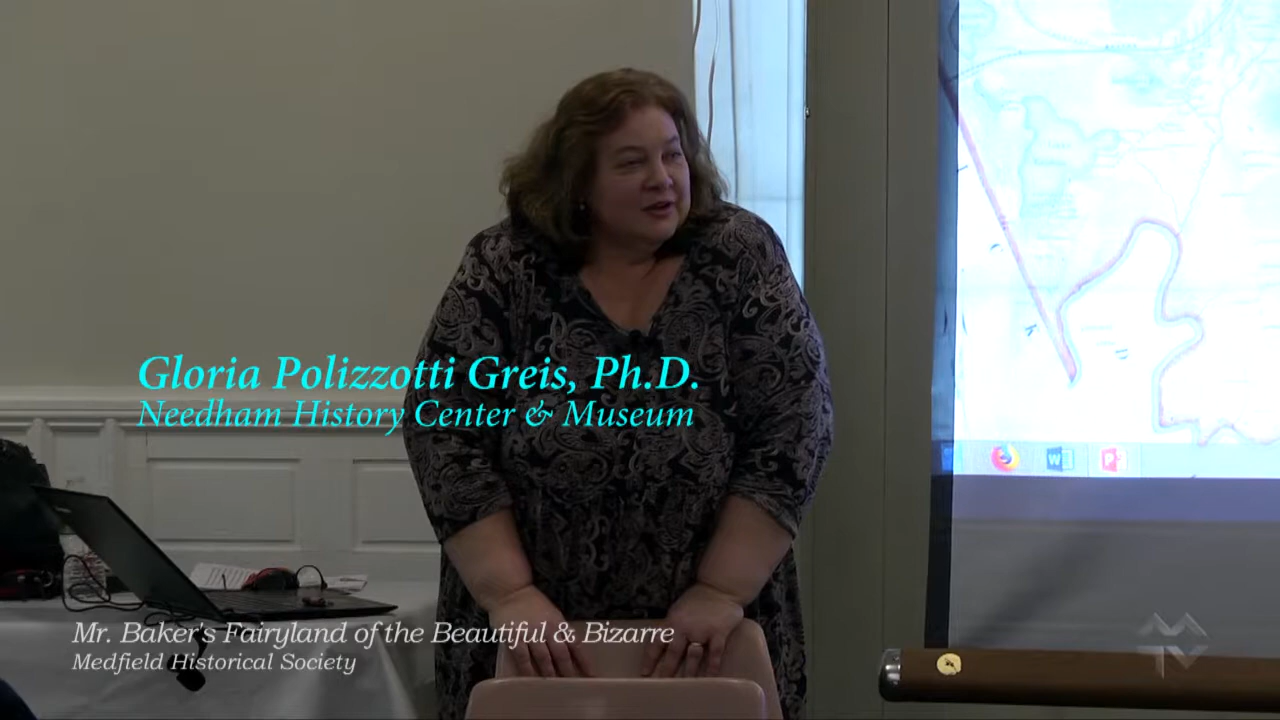 Gloria Polizzotti Greis, Ph.D.
Needham History Center & Museum
Mr. Baker's Fairyland of the Beautiful & Bizarre
Medfield Historical Society